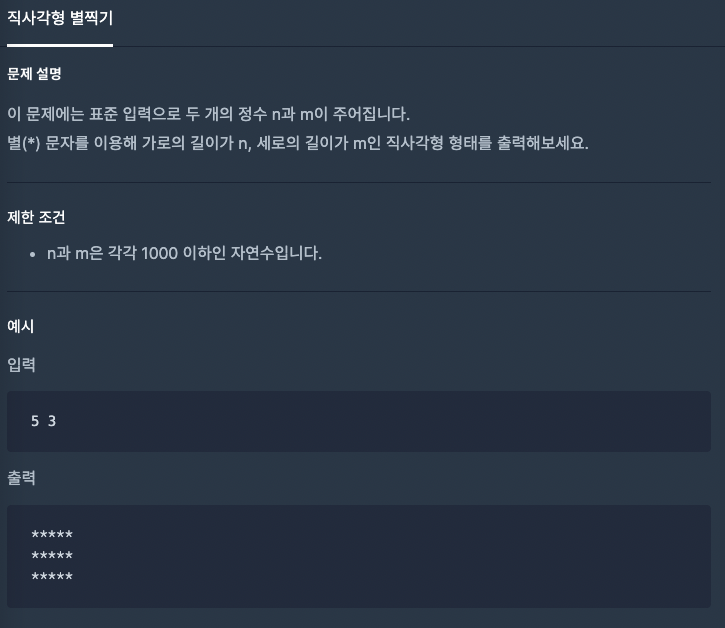 직사각형 별찍기
문제 설명
이 문제에는 표준 입력으로 두 개의 정수 n과 m이 주어집니다.
별(*) 문자를 이용해 가로의 길이가 n, 세로의 길이가 m인 직사각형 형태를 출력해보세요.
제한 조건
• n과 m은 각각 1000 이하인 자연수입니다.
예시
입력
5 3
출력
*****
*****
*****